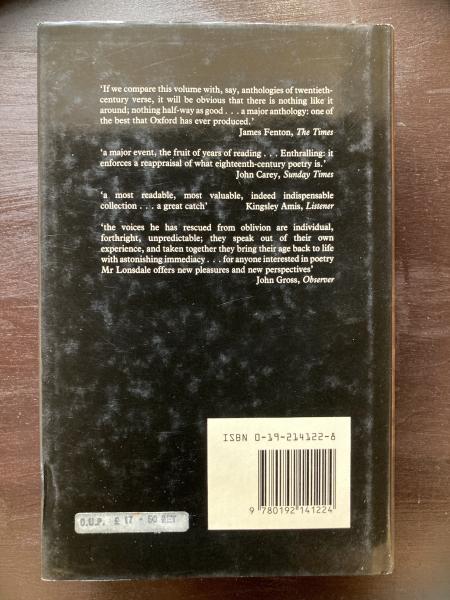 ‘If we compare this volume with, say, anthologies of twentieth-
century verse, it will be obvious that there is nothing like it
around; nothing half-way as good . . . a major anthology: one of
the best that Oxford has ever produced.’
James Fenton, The Times
‘a major event, the fruit of years of reading . . . Enthralling: it
enforces a reappraisal of what eighteenth-century poetry is.’
John Carey, Sunday Times
‘a most readable, most valuable, indeed indispensable
collection . . . a great catch’ Kingsley Amis, Listener
‘the voices he has rescued from oblivion are individual,
forthright, unpredictable; they speak out of their own
experience, and taken together they bring their age back to life
with astonishing immediacy . . . for anyone interested in poetry
Mr Lonsdale offers new pleasures and new perspectives’
John Gross, Observer
ISBN 0-19-214122-8
9 780192 141224
O.U.P. £ 17 - 50 NET